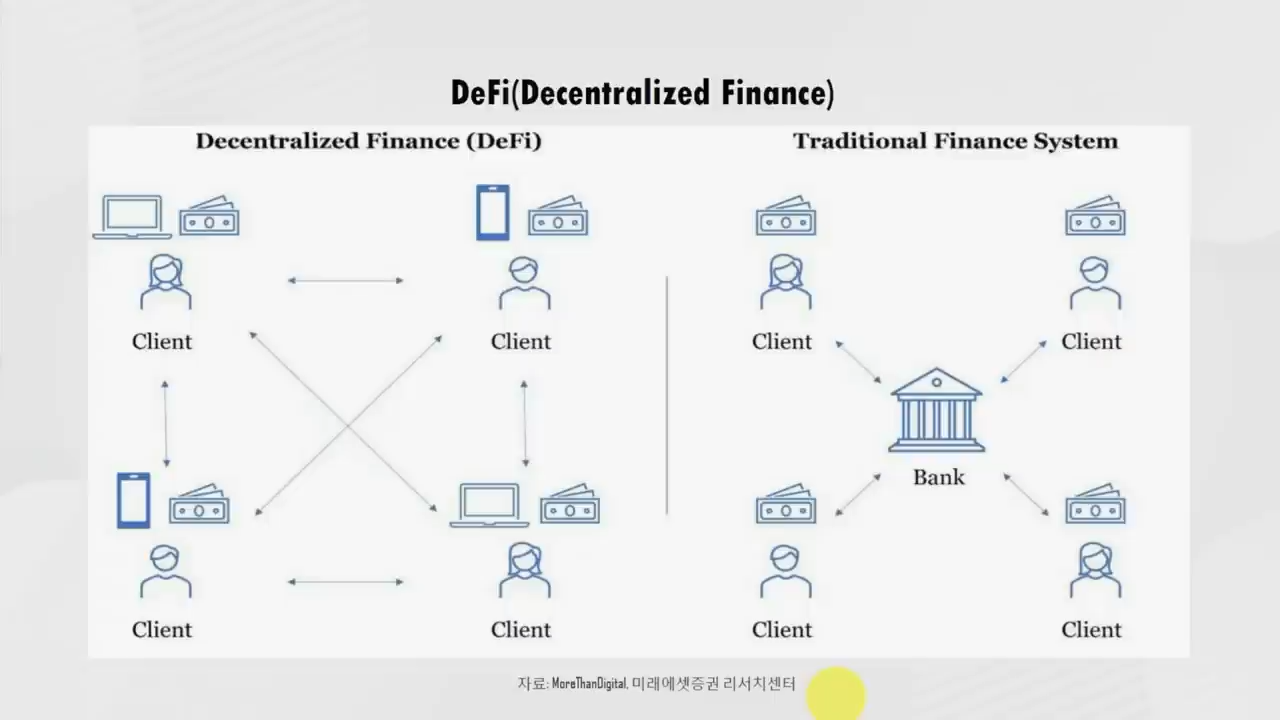 DeFi(Decentralized Finance)
Decentralized Finance (DeFi)
Traditional Finance System
Client
Client
Client
Client
Bank
Client
Client
Client
Client
자료: MoreThanDigital, 미래에셋증권 리서치센터